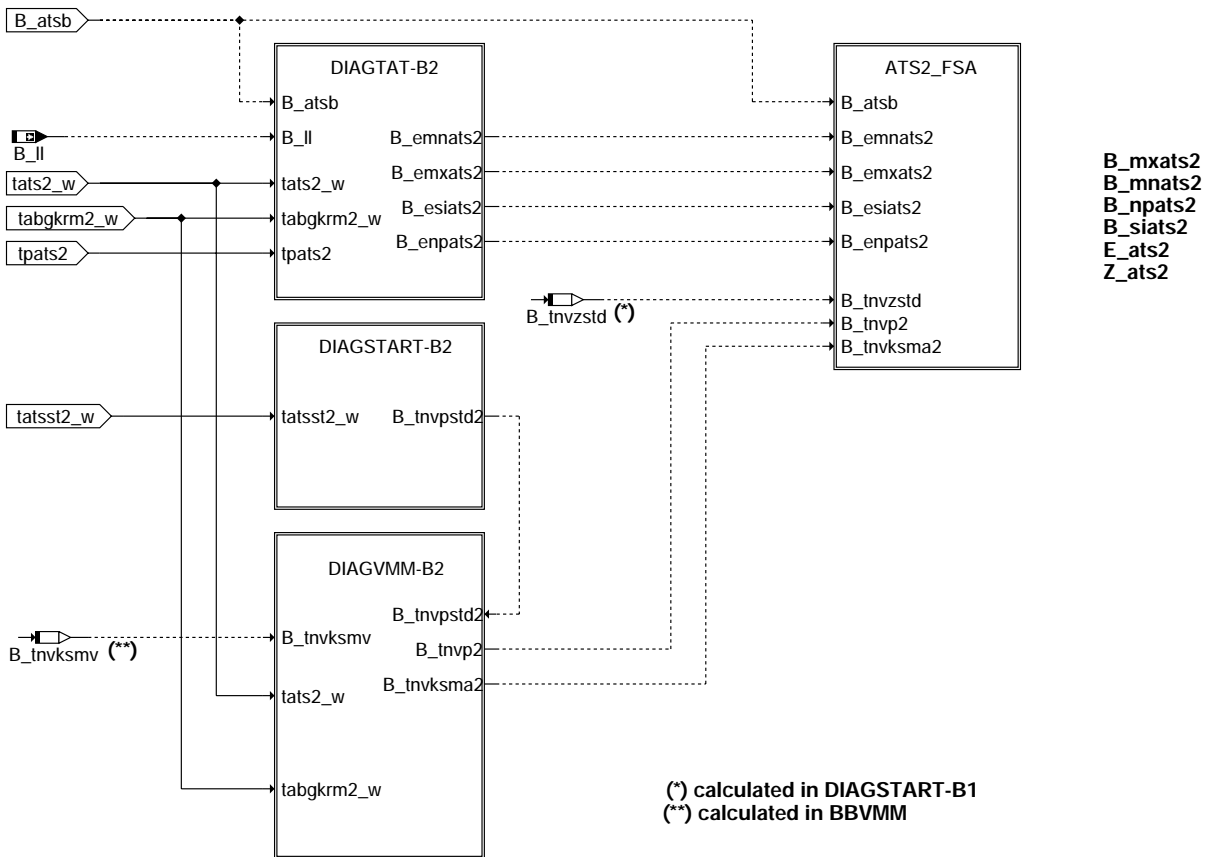 B_atsb
DIAGTAT-B2
ATS2_FSA
B_atsb
B_atsb
B_ll
B_ll
B_emnats2
B_emnats2
tats2_w
tats2_w
B_emxats2
B_emxats2
B_mxats2
B_mnats2
B_npats2
B_siats2
E_ats2
Z_ats2
tabgkrm2_w
tabgkrm2_w
B_esiats2
B_esiats2
tpats2
tpats2
B_enpats2
B_enpats2
B_tnvzstd (*)
B_tnvzstd
B_tnvp2
B_tnvksma2
DIAGSTART-B2
tatsst2_w
tatsst2_w
B_tnvpstd2
DIAGVMM-B2
B_tnvpstd2
B_tnvksmv (**)
B_tnvksmv
B_tnvp2
B_tnvksma2
tats2_w
tabgkrm2_w
(*) calculated in DIAGSTART-B1
(**) calculated in BBVMM